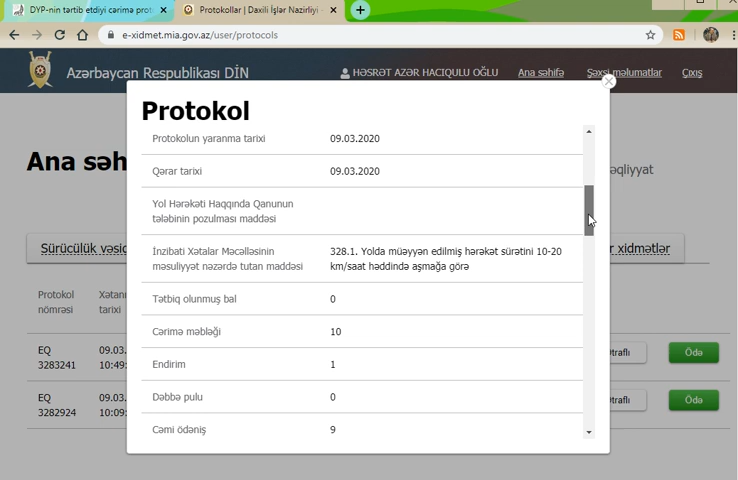 DYP-nin tərtib etdiyi cərimə prot
Protokollar | Daxili İşlər Nazirliyi
e-xidmet.mia.gov.az/user/protocols
Azərbaycan Respublikası DİN
HƏSRƏT AZƏR HACIQULU OĞLU
Ana səhifə
Şəxsi məlumatlar
Çıxış
Protokol
Protokolun yaranma tarixi 09.03.2020
Qərar tarixi 09.03.2020
Yol Hərəkəti Haqqında Qanunun
tələbinin pozulması maddəsi
İnzibati Xətalar Məcəlləsinin
məsuliyyət nəzərdə tutan maddəsi
328.1. Yolda müəyyən edilmiş hərəkət sürətini 10-20
km/saat həddində aşmağa görə
Tətbiq olunmuş bal 0
Cərimə məbləği 10
Endirim 1
Dəbbə pulu 0
Cəmi ödəniş 9
Ana səh
əqliyyat
Sürücülük vəsiq
r xidmətlər
Protokol
nömrəsi
Xətanı
tarixi
EQ
3283241
09.03.
10:49:
traflı
Ödə
EQ
3282924
09.03.
10:09:
traflı
Ödə